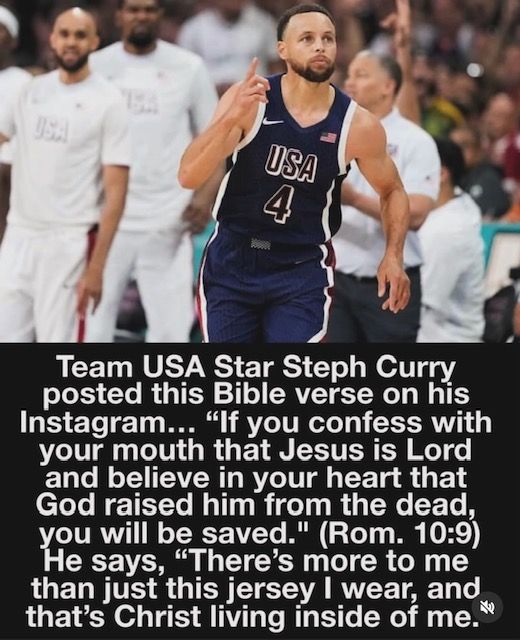 USA
USA
USA
4
Team USA Star Steph Curry
posted this Bible verse on his
Instagram... “If you confess with
your mouth that Jesus is Lord
and believe in your heart that
God raised him from the dead,
you will be saved." (Rom. 10:9)
He says, “There’s more to me
than just this jersey I wear, and
that’s Christ living inside of me.